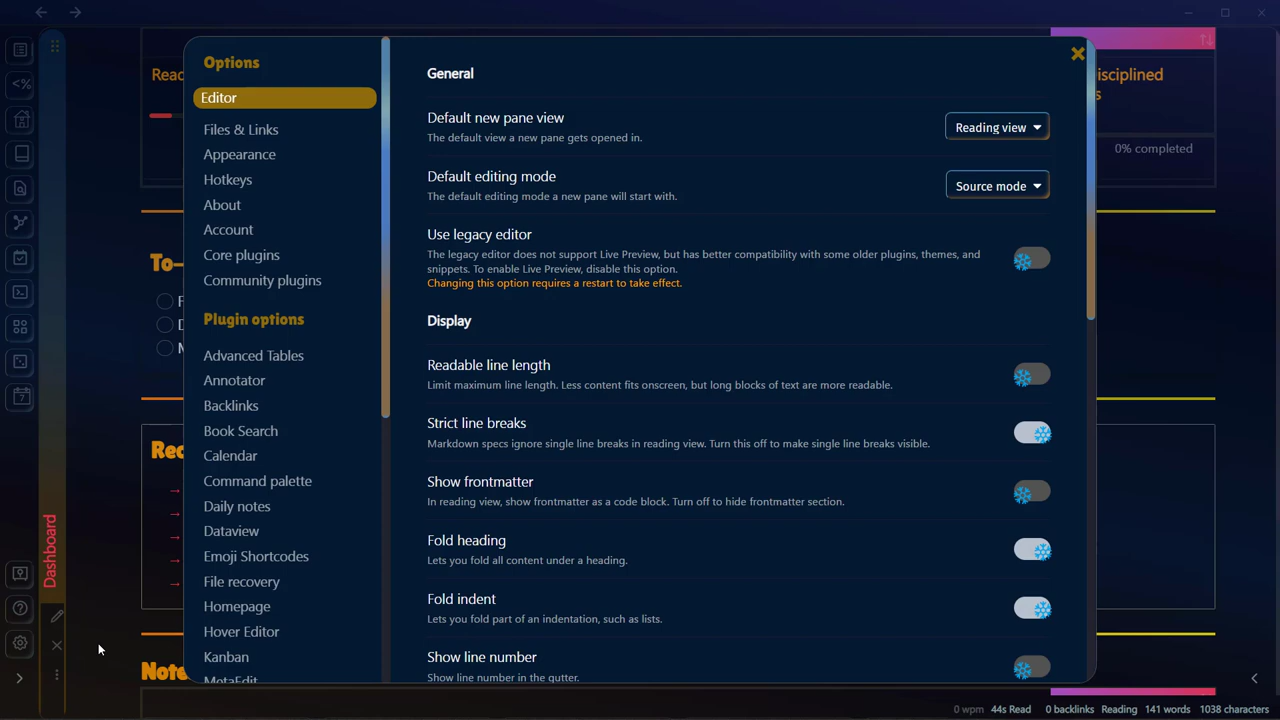 Options
Editor
Files & Links
Appearance
Hotkeys
About
Account
Core plugins
Community plugins
Plugin options
Advanced Tables
Annotator
Backlinks
Book Search
Calendar
Command palette
Daily notes
Dataview
Emoji Shortcodes
File recovery
Homepage
Hover Editor
Kanban
MetaEdit
General
Default new pane view
The default view a new pane gets opened in.
Reading view
Default editing mode
The default editing mode a new pane will start with.
Source mode
Use legacy editor
The legacy editor does not support Live Preview, but has better compatibility with some older plugins, themes, and
snippets. To enable Live Preview, disable this option.
Changing this option requires a restart to take effect.
Display
Readable line length
Limit maximum line length. Less content fits onscreen, but long blocks of text are more readable.
Strict line breaks
Markdown specs ignore single line breaks in reading view. Turn this off to make single line breaks visible.
Show frontmatter
In reading view, show frontmatter as a code block. Turn off to hide frontmatter section.
Fold heading
Lets you fold all content under a heading.
Fold indent
Lets you fold part of an indentation, such as lists.
Show line number
Show line number in the gutter.
Dashboard
<%
7
To-
0% completed
0 wpm 44s Read 0 backlinks Reading 141 words 1038 characters